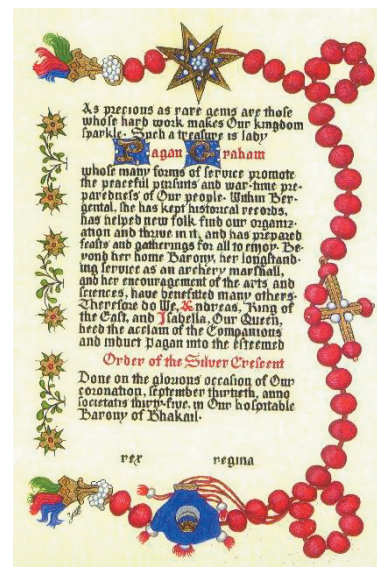 As precious as rare gems are those
whose hard work makes Our kingdom
sparkle. Such a treasure is lady
Pagan Graham
whose many forms of service promote
the peaceful pursuits and war-time pre-
paredness of Our people. Within Ber-
gental, she has kept historical records,
has helped new folk find our organiz-
ation and thrive in it, and has prepared
feasts and gatherings for all to enjoy. Be-
yond her home Barony, her longstand-
ing service as an archery marshall,
and her encouragement of the arts and
sciences, have benefitted many others.
Therefore do We, Andreas, King of
the East, and Isabella, Our Queen,
heed the acclaim of the Companions
and induct Pagan into the esteemed
Order of the Silver Crescent
Done on the glorious occasion of Our
coronation, september thirtieth, anno
societatis thirty-five, in Our hospitable
Barony of Bhakail.
rex regina